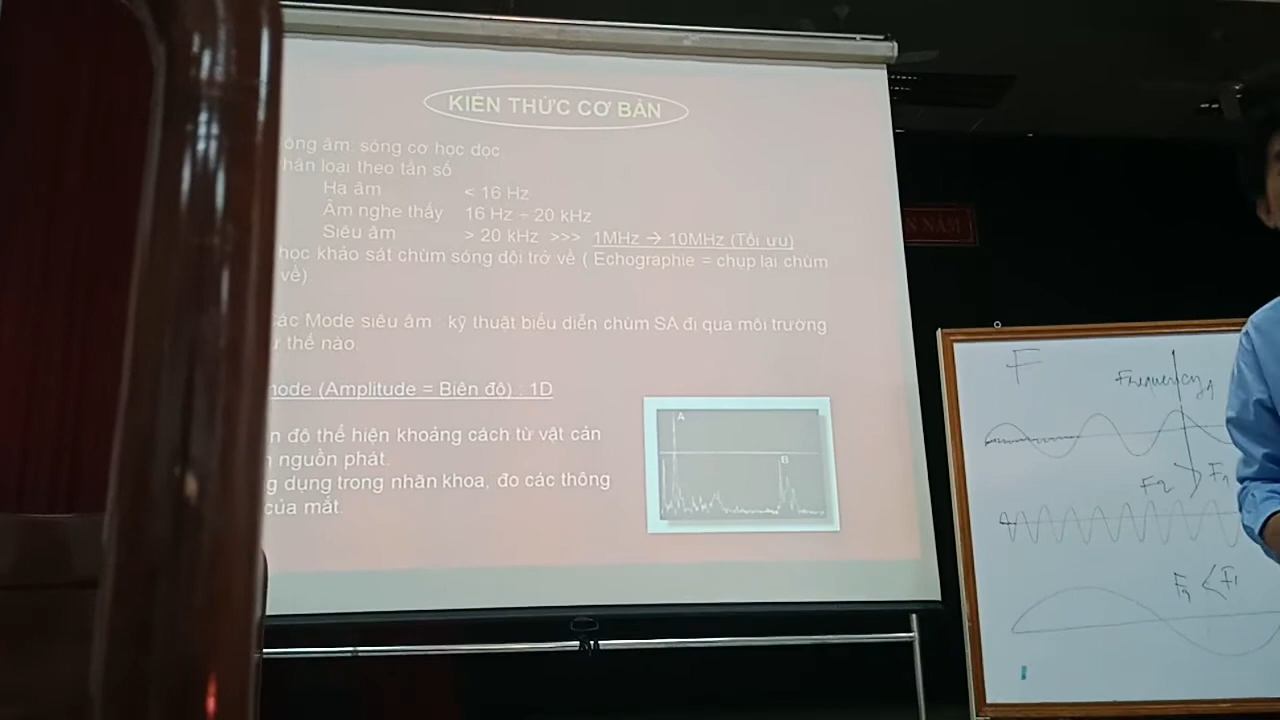 KIẾN THỨC CƠ BẢN
óng âm: sóng cơ học dọc
hân loại theo tần số
Hạ âm < 16 Hz
Âm nghe thấy 16 Hz ÷ 20 kHz
Siêu âm > 20 kHz >>> 1MHz → 10MHz (Tối ưu)
học khảo sát chùm sóng dội trở về ( Echographie = chụp lại chùm
về)
Các Mode siêu âm : kỹ thuật biểu diễn chùm SA đi qua môi trường
thế nào.
mode (Amplitude = Biên độ) : 1D
n độ thể hiện khoảng cách từ vật cản
nguồn phát.
g dụng trong nhãn khoa, đo các thông
của mắt.
A
B
N NĂM
F
Frequency
F2 > F1
F3 < F1